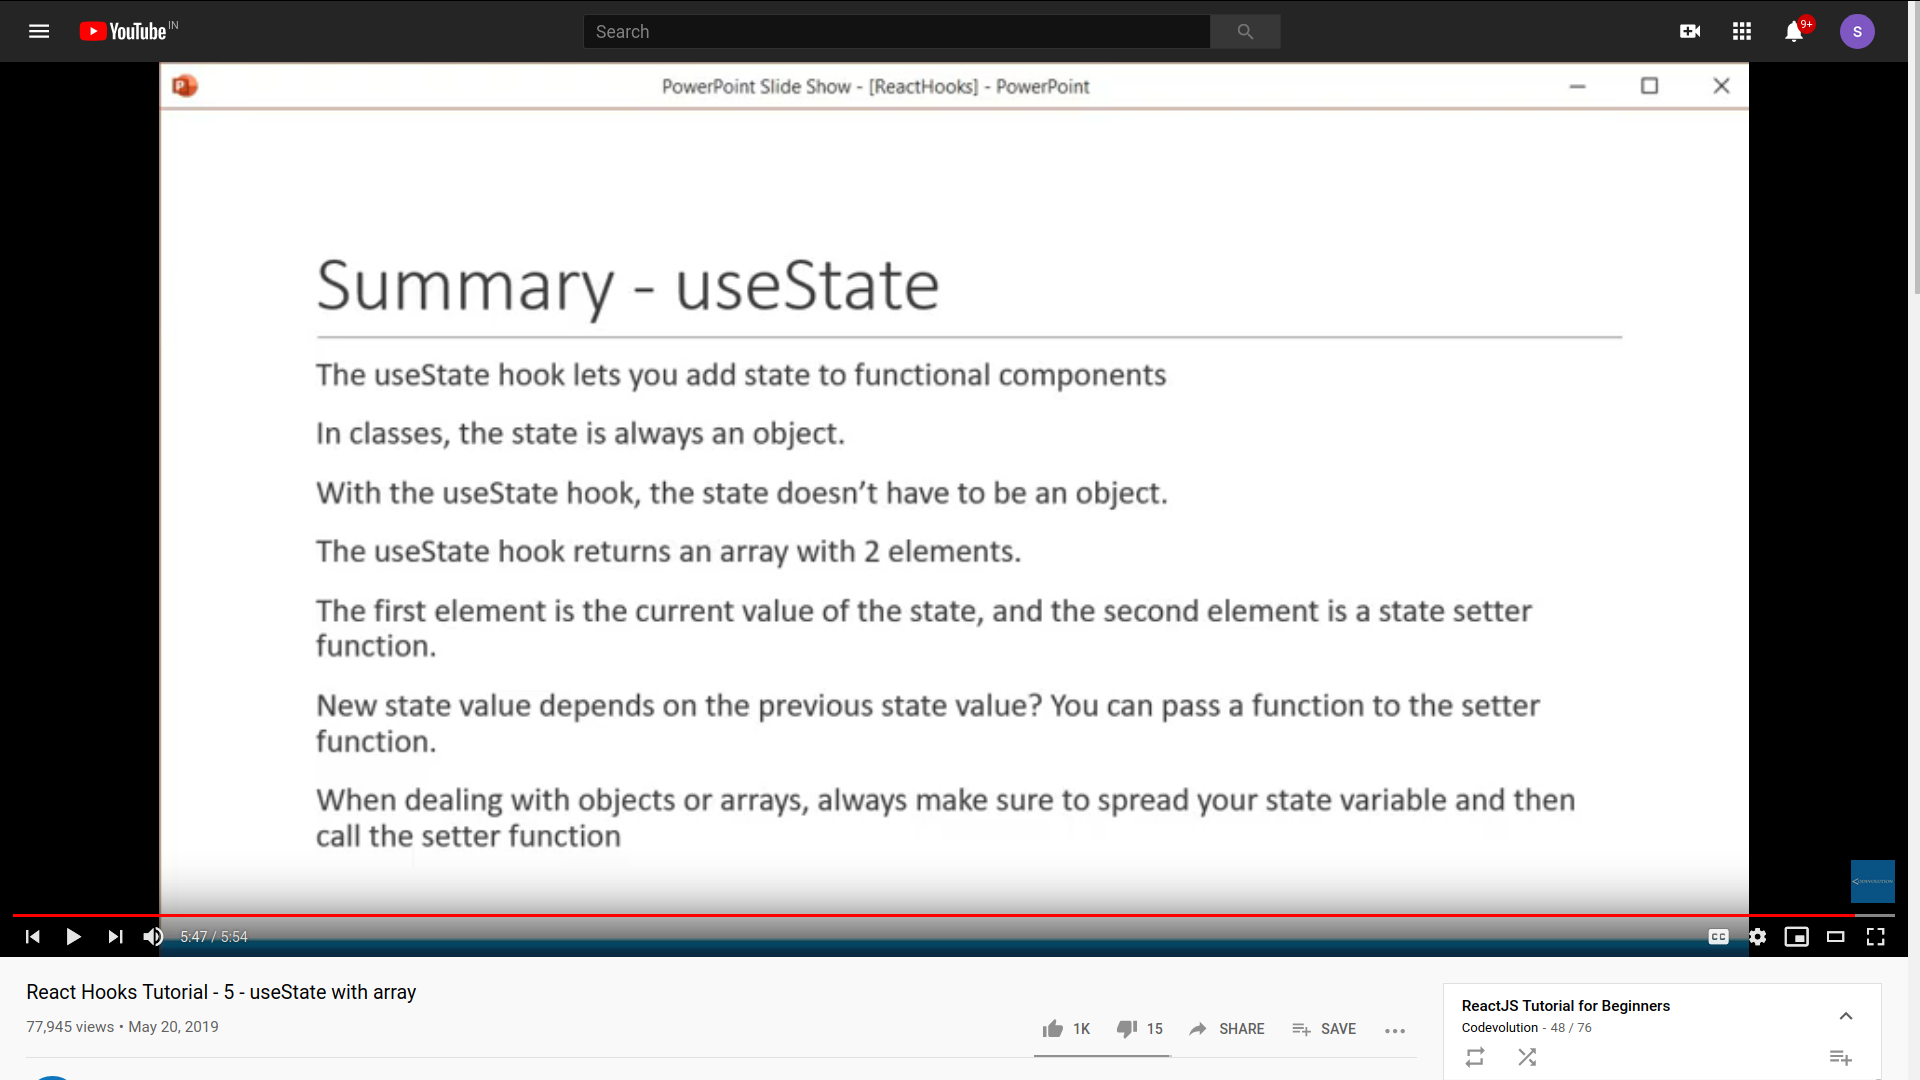 YouTube IN
Search
9+
S
PowerPoint Slide Show - [ReactHooks] - PowerPoint
Summary - useState
The useState hook lets you add state to functional components
In classes, the state is always an object.
With the useState hook, the state doesn’t have to be an object.
The useState hook returns an array with 2 elements.
The first element is the current value of the state, and the second element is a state setter
function.
New state value depends on the previous state value? You can pass a function to the setter
function.
When dealing with objects or arrays, always make sure to spread your state variable and then
call the setter function
CODEVOLUTION
5:47 / 5:54
CC
React Hooks Tutorial - 5 - useState with array
77,945 views • May 20, 2019
1K
15
SHARE
SAVE
ReactJS Tutorial for Beginners
Codevolution - 48 / 76